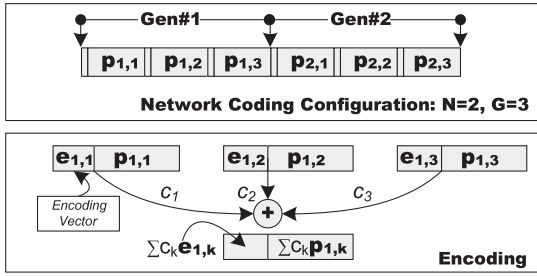 Gen#1 Gen#2
p1,1 p1,2 p1,3 p2,1 p2,2 p2,3
Network Coding Configuration: N=2, G=3
e1,1 p1,1 e1,2 p1,2 e1,3 p1,3
c1 c2 c3
Encoding
Vector
+
∑cke1,k ∑ckp1,k
Encoding